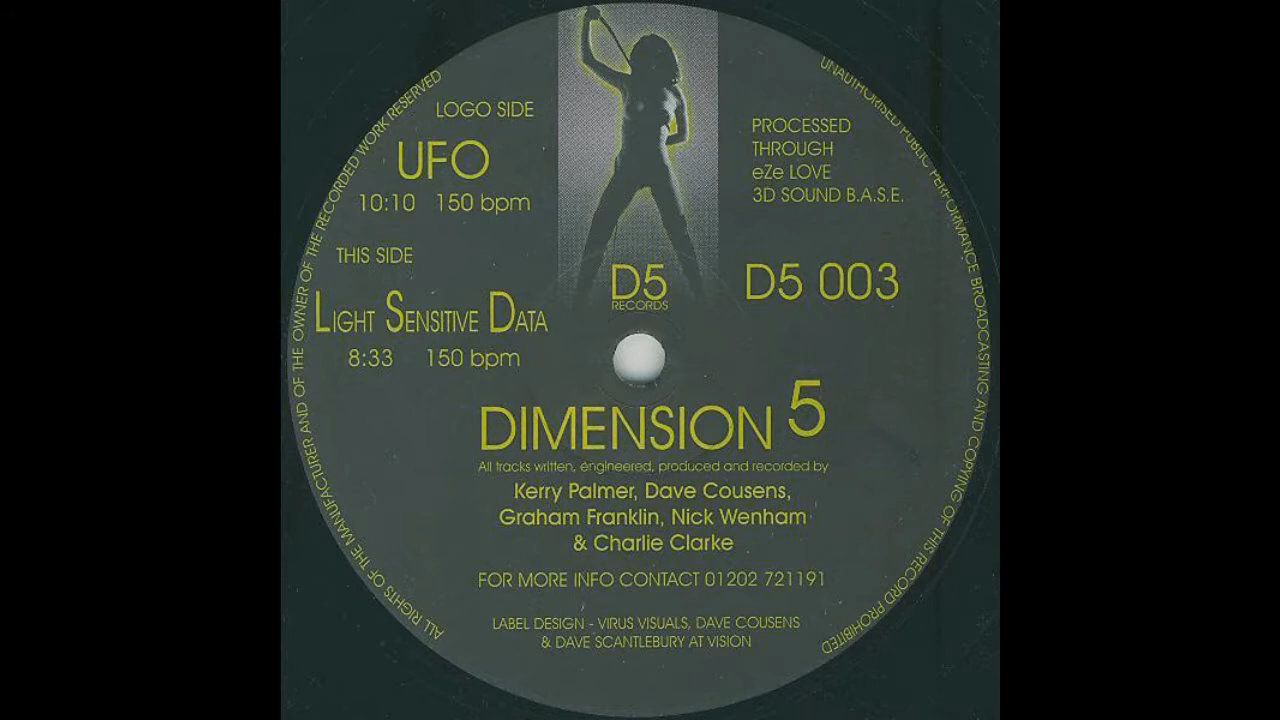 LOGO SIDE
UFO
10:10 150 bpm
THIS SIDE
LIGHT SENSITIVE DATA
8:33 150 bpm
PROCESSED
THROUGH
eZe LOVE
3D SOUND B.A.S.E.
D5
RECORDS
D5 003
DIMENSION 5
All tracks written, engineered, produced and recorded by
Kerry Palmer, Dave Cousens,
Graham Franklin, Nick Wenham
& Charlie Clarke
FOR MORE INFO CONTACT 01202 721191
LABEL DESIGN - VIRUS VISUALS, DAVE COUSENS
& DAVE SCANTLEBURY AT VISION
ALL RIGHTS OF THE MANUFACTURER AND OF THE OWNER OF THE RECORDED WORK RESERVED
UNAUTHORISED PUBLIC PERFORMANCE BROADCASTING AND COPYING OF THIS RECORD PROHIBITED